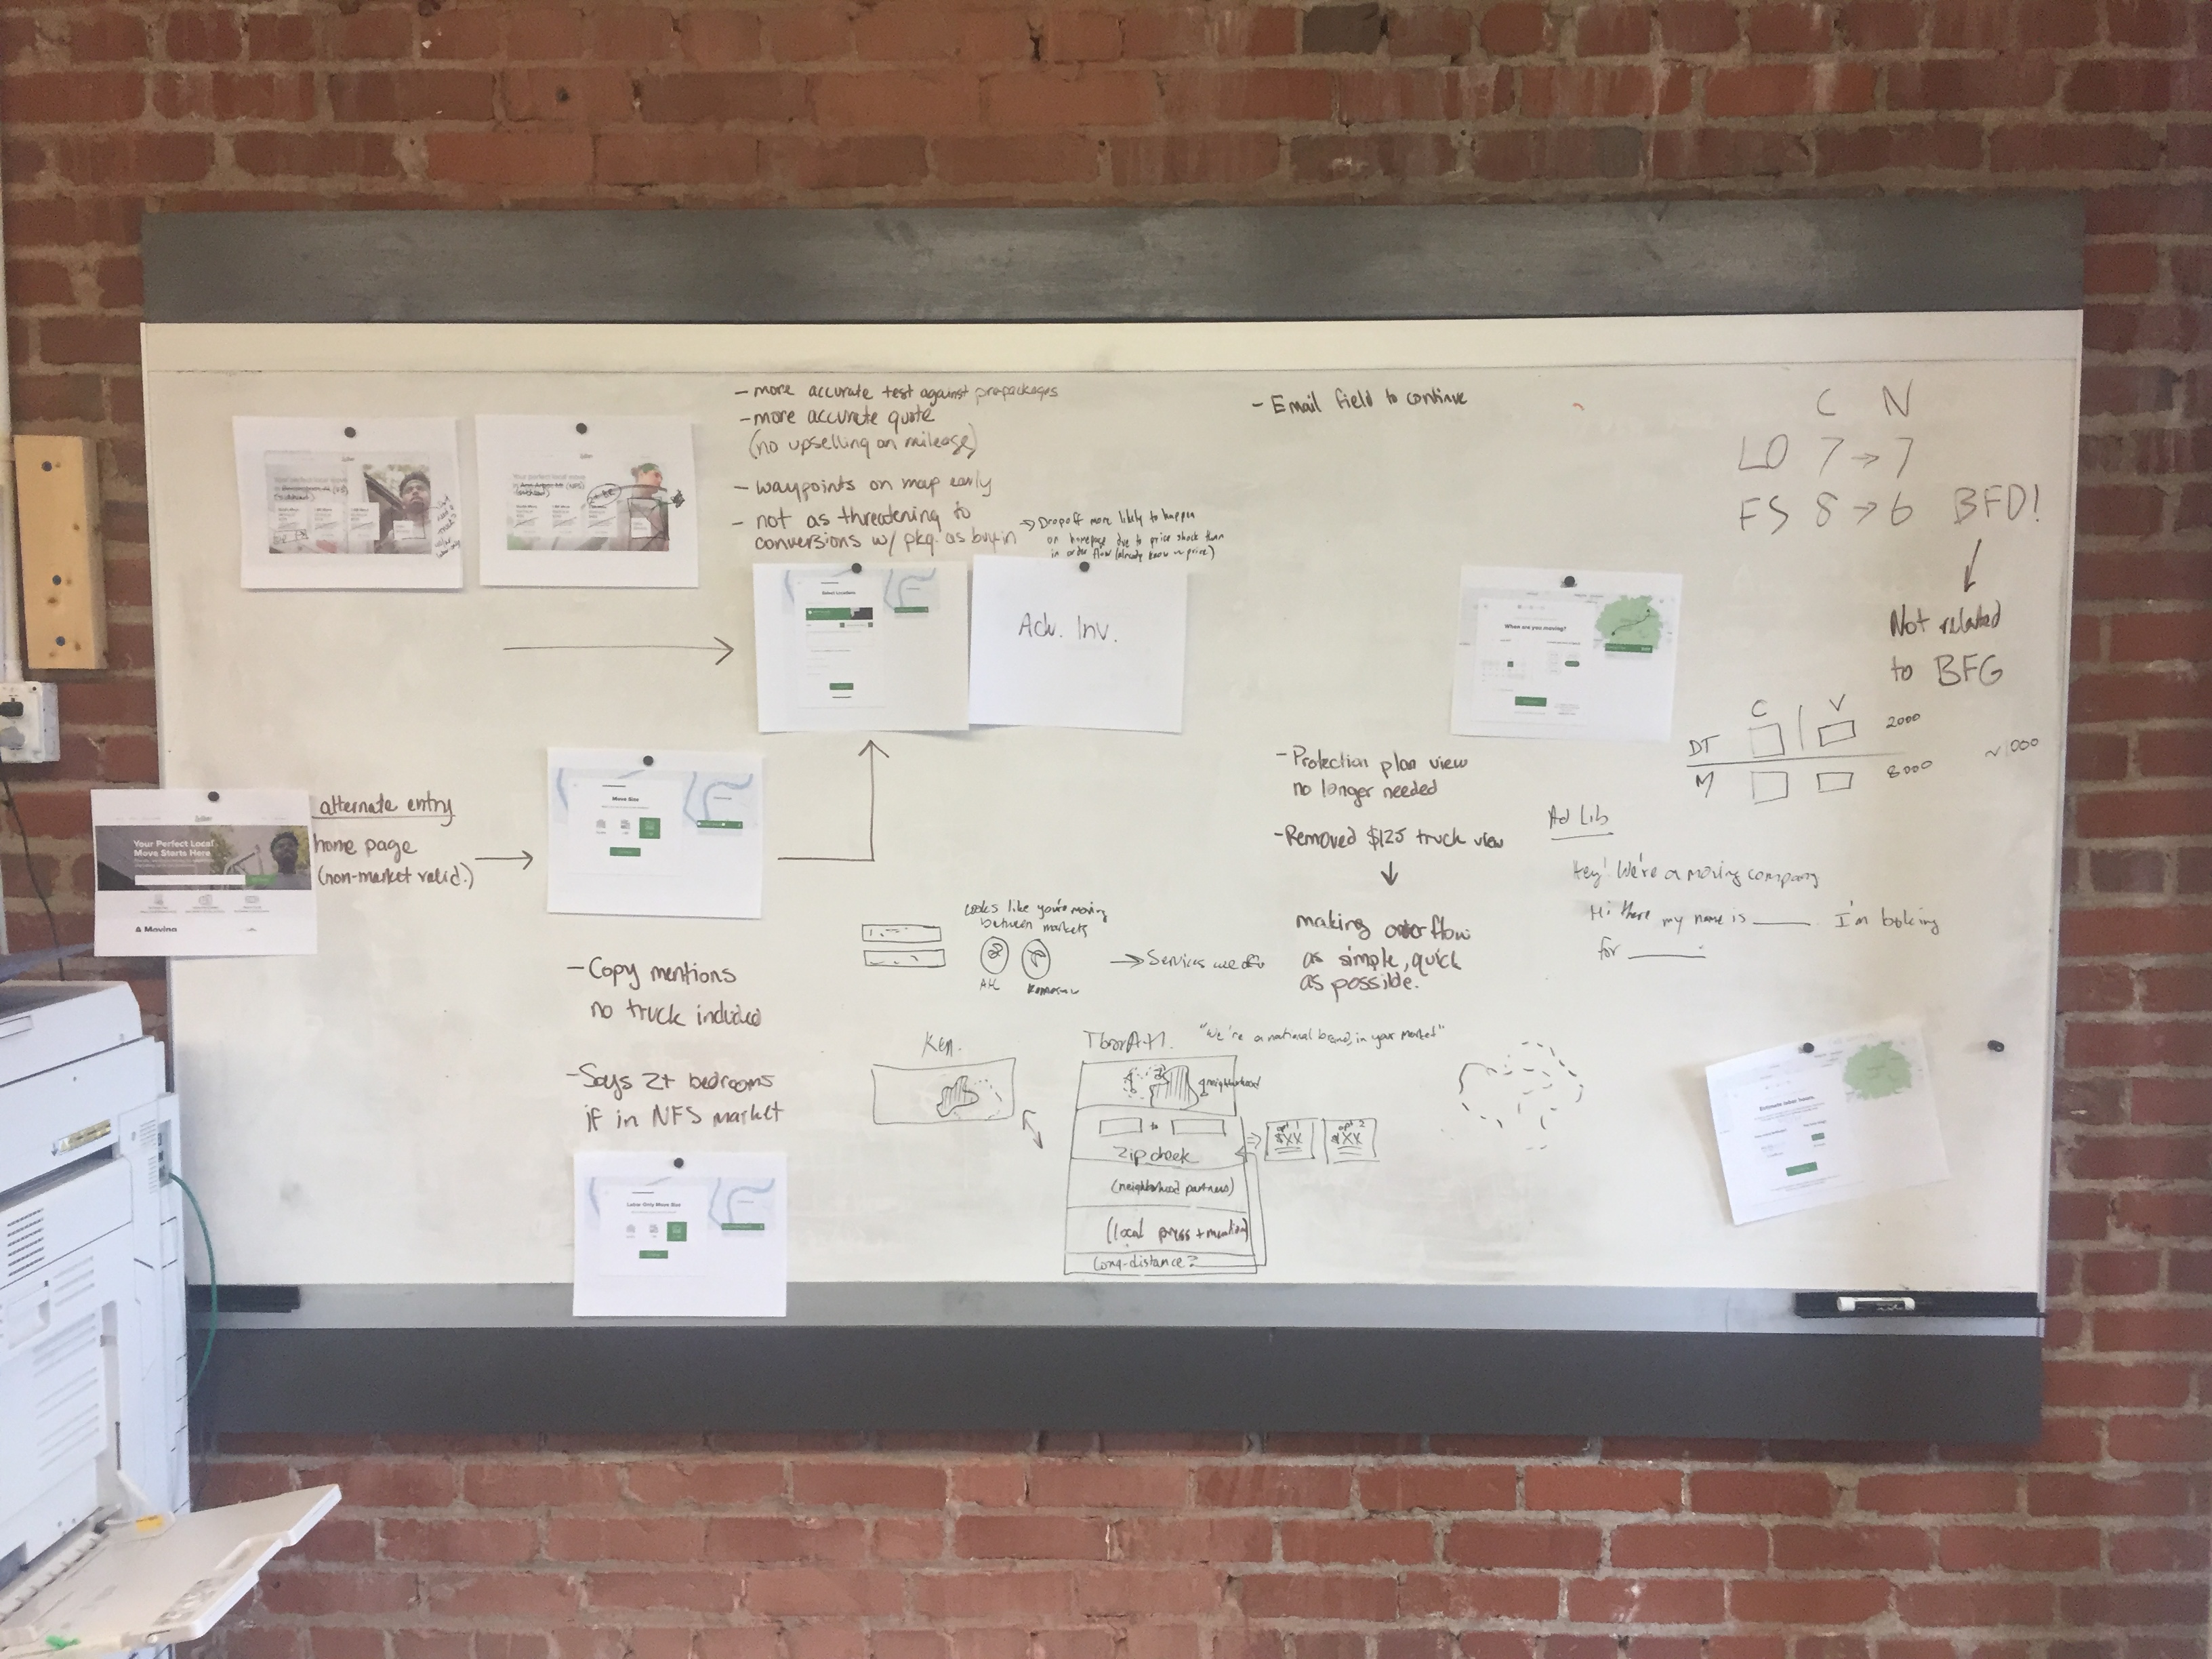 - more accurate test against prepackages
- more accurate quote
(no upselling on mileage)
- waypoints on map early
- not as threatening to
conversions w/ pkg. as buy in
→ Dropoff more likely to happen
on homepage due to price shock than
in order flow (already know price)
- Email field to continue
C N
LO 7 → 7
FS 8 → 6 BFD!
Not related
to BFG
Your perfect local move
Your perfect local move
Select Locations
Adv. Inv.
When are you moving?
C V
DT 2000
M 8000
~1000
Your Perfect Local
Move Starts Here
A Moving
alternate entry
home page
(non-market valid.)
Move Size
- Copy mentions
no truck included
- Says 2+ bedrooms
if in NFS market
Labor Only Move Size
- Protection plan view
no longer needed
- Removed $125 truck view
making order flow
as simple, quick
as possible.
Ad Lib
Hey! We're a moving company
Hi there my name is ____ I'm looking
for ____
Looks like you're moving
between markets
→ Services we
Ken.
"We're a national brand, in your market"
neighborhood
to
Zip check
opt 1
$XX
opt 2
$XX
(neighborhood partners)
(local press + mention)
Long-distance?
Estimate labor hours.